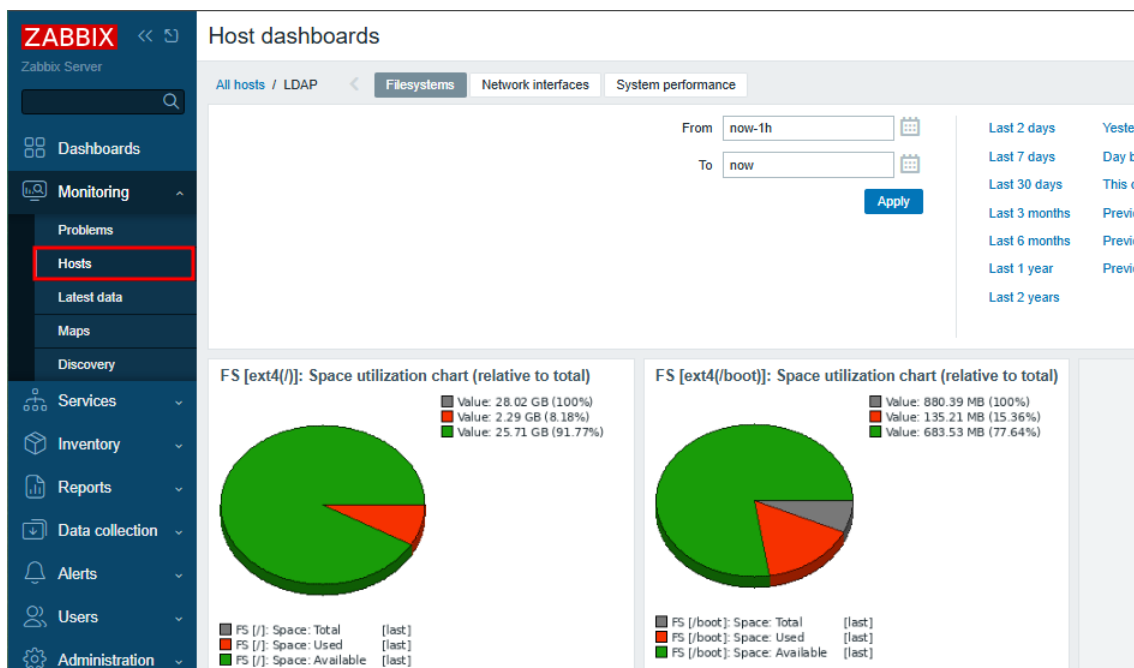 ZABBIX
Zabbix Server
Dashboards
Monitoring
Problems
Hosts
Latest data
Maps
Discovery
Services
Inventory
Reports
Data collection
Alerts
Users
Administration
Host dashboards
All hosts / LDAP
Filesystems
Network interfaces
System performance
From now-1h
To now
Apply
Last 2 days
Last 7 days
Last 30 days
Last 3 months
Last 6 months
Last 1 year
Last 2 years
Yeste
Day b
This
Previ
Previ
Previ
FS [ext4(/)]: Space utilization chart (relative to total)
Value: 28.02 GB (100%)
Value: 2.29 GB (8.18%)
Value: 25.71 GB (91.77%)
FS [/]: Space: Total [last]
FS [/]: Space: Used [last]
FS [/]: Space: Available [last]
FS [ext4(/boot)]: Space utilization chart (relative to total)
Value: 880.39 MB (100%)
Value: 135.21 MB (15.36%)
Value: 683.53 MB (77.64%)
FS [/boot]: Space: Total [last]
FS [/boot]: Space: Used [last]
FS [/boot]: Space: Available [last]